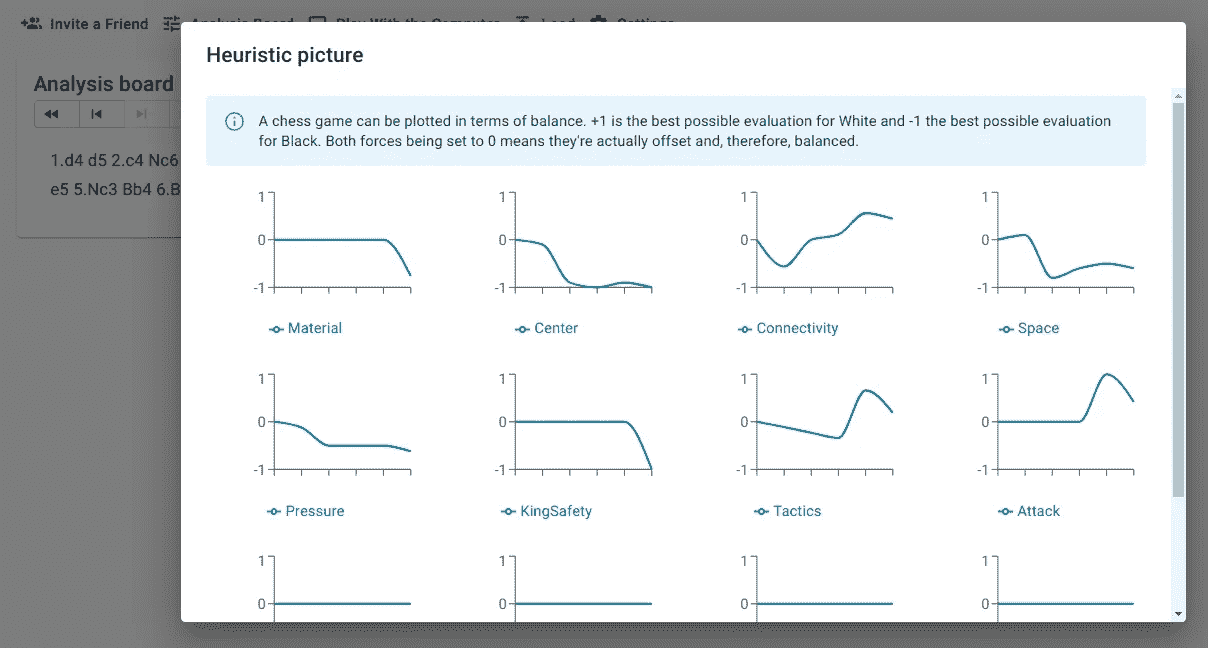 Invite a Friend Analysis Board Play With the Computer Load Settings
Heuristic picture
Analysis board
A chess game can be plotted in terms of balance. +1 is the best possible evaluation for White and -1 the best possible evaluation
for Black. Both forces being set to 0 means they're actually offset and, therefore, balanced.
1.d4 d5 2.c4 Nc6
e5 5.Nc3 Bb4 6.B
1 1 1 1
0 0 0 0
-1 -1 -1 -1
Material Center Connectivity Space
1 1 1 1
0 0 0 0
-1 -1 -1 -1
Pressure KingSafety Tactics Attack
1 1 1 1
0 0 0 0